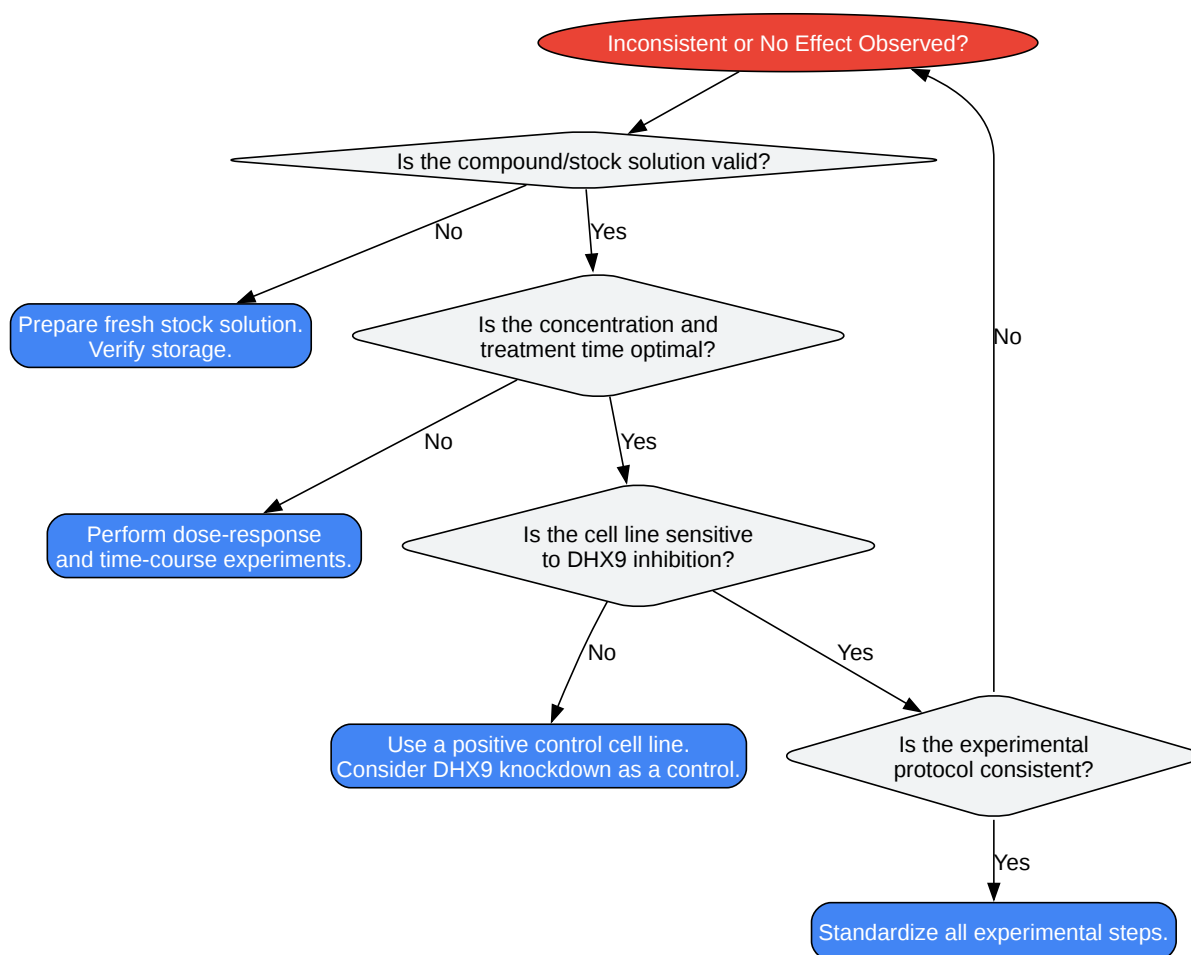 Inconsistent or No Effect Observed?
Is the compound/stock solution valid?
No
Yes
Prepare fresh stock solution.
Verify storage.
Is the concentration and
treatment time optimal?
No
No
Yes
Perform dose-response
and time-course experiments.
Is the cell line sensitive
to DHX9 inhibition?
No
Yes
Use a positive control cell line.
Consider DHX9 knockdown as a control.
Is the experimental
protocol consistent?
Yes
Standardize all experimental steps.